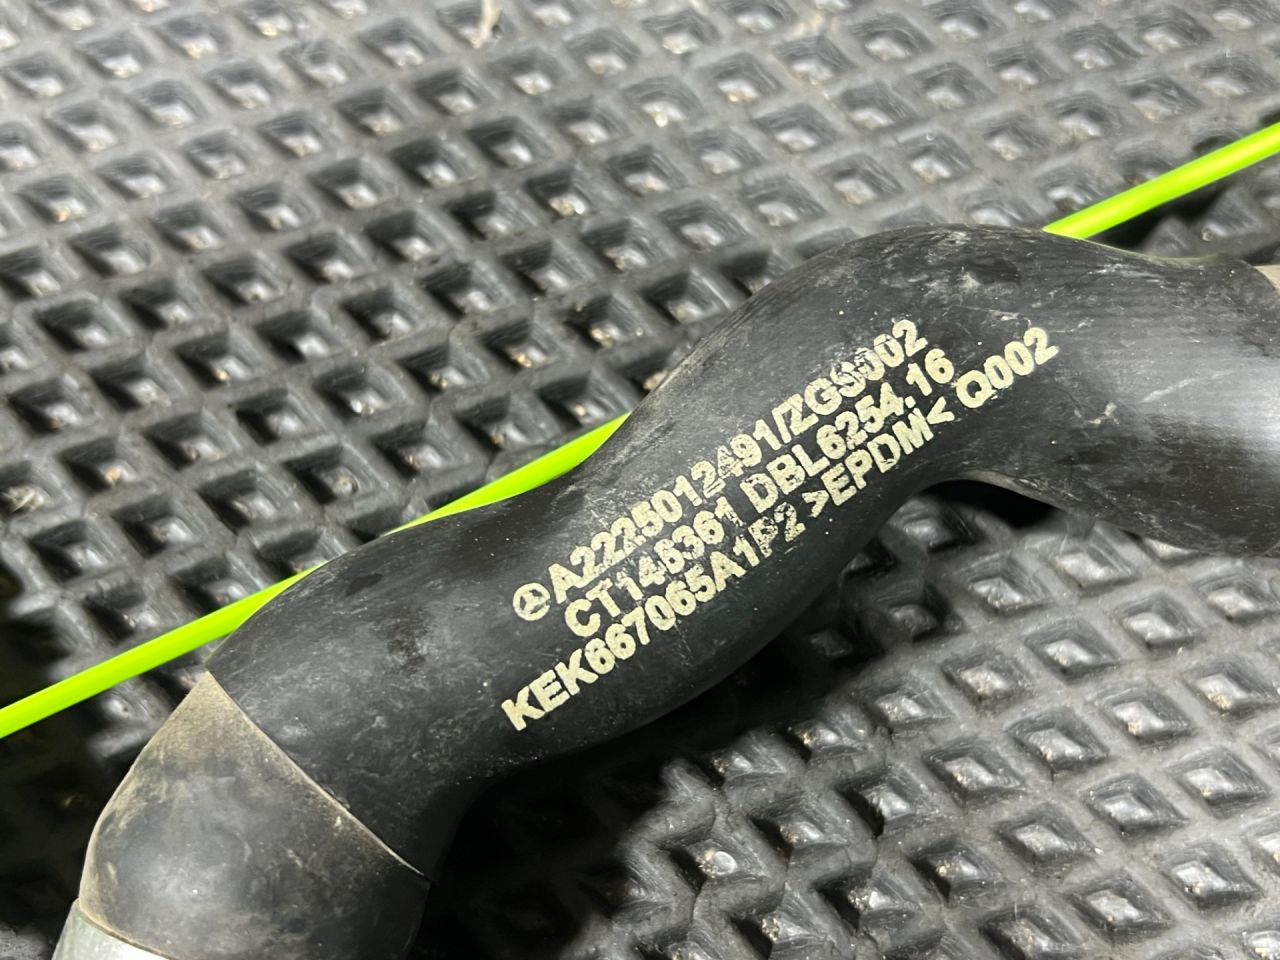 A2225012491/ZGS002
CT146361 DBL6254.16
KEK667065A1P2 >EPDM< Q002